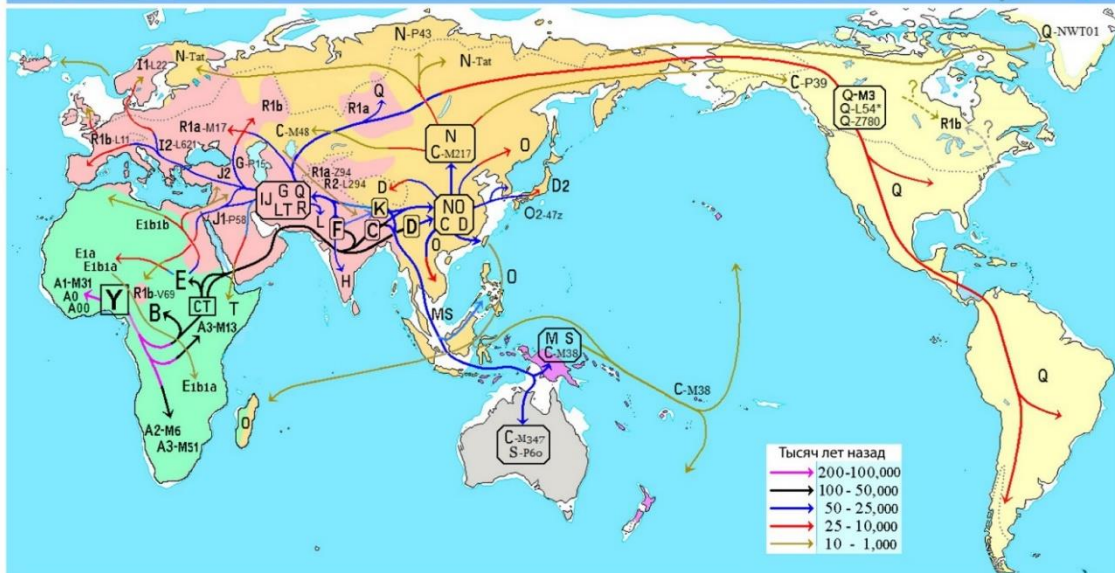 Q-NWT01
N-P43
N-Tat
I1-L22
N-Tat
Q
C-P39
Q-M3
Q-L54*
Q-Z780
?
R1b
?
R1b
R1a
R1a-M17
R1b-L11
I2-L621
C-M48
N
C-M217
O
G-P15
J2
R1a-Z94
R2-L294
D
D2
Q
G Q
IJ
LT R
L
K
NO
C D
O2-47z
J1-P58
F
C
D
E1b1b
O
H
O
E1a
E1b1a
E
A1-M31
A0
A00
Y
R1b-V69
CT
T
B
A3-M13
MS
M S
C-M38
E1b1a
C-M38
Q
O
A2-M6
A3-M51
C-M347
S-P60
Тысяч лет назад
200-100,000
100 - 50,000
50 - 25,000
25 - 10,000
10 - 1,000